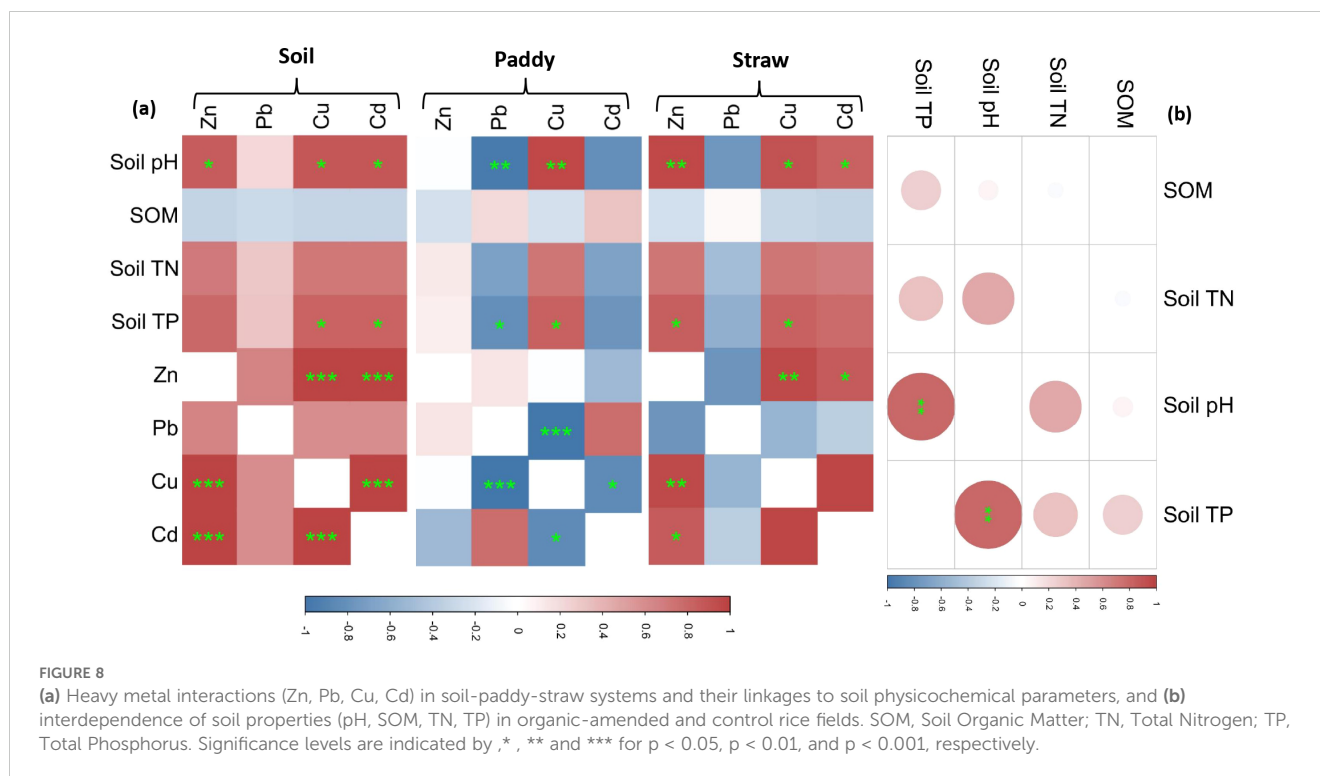 Soil Paddy Straw
(a) Zn Pb Cu Cd Zn Pb Cu Cd Zn Pb Cu Cd Soil TP Soil pH Soil TN SOM (b)
Soil pH * * * ** ** ** * *
SOM
Soil TN
Soil TP * * * * * *
Zn *** *** ** *
Pb ***
Cu *** *** *** * **
Cd *** *** * *
SOM
Soil TN
Soil pH **
Soil TP **
-1 -0.8 -0.6 -0.4 -0.2 0 0.2 0.4 0.6 0.8 1
-1 -0.8 -0.6 -0.4 -0.2 0 0.2 0.4 0.6 0.8 1
FIGURE 8
(a) Heavy metal interactions (Zn, Pb, Cu, Cd) in soil-paddy-straw systems and their linkages to soil physicochemical parameters, and (b)
interdependence of soil properties (pH, SOM, TN, TP) in organic-amended and control rice fields. SOM, Soil Organic Matter; TN, Total Nitrogen; TP,
Total Phosphorus. Significance levels are indicated by ,* , ** and *** for p < 0.05, p < 0.01, and p < 0.001, respectively.